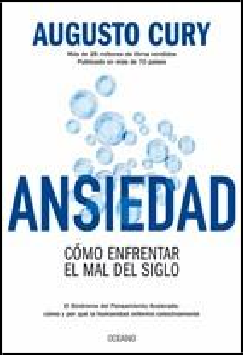 AUGUSTO CURY
Más de 25 millones de libros vendidos
Publicado en más de 70 países
ANSIEDAD
CÓMO ENFRENTAR
EL MAL DEL SIGLO
El Síndrome del Pensamiento Acelerado:
cómo y por qué la humanidad enfermó colectivamente
OCEANO